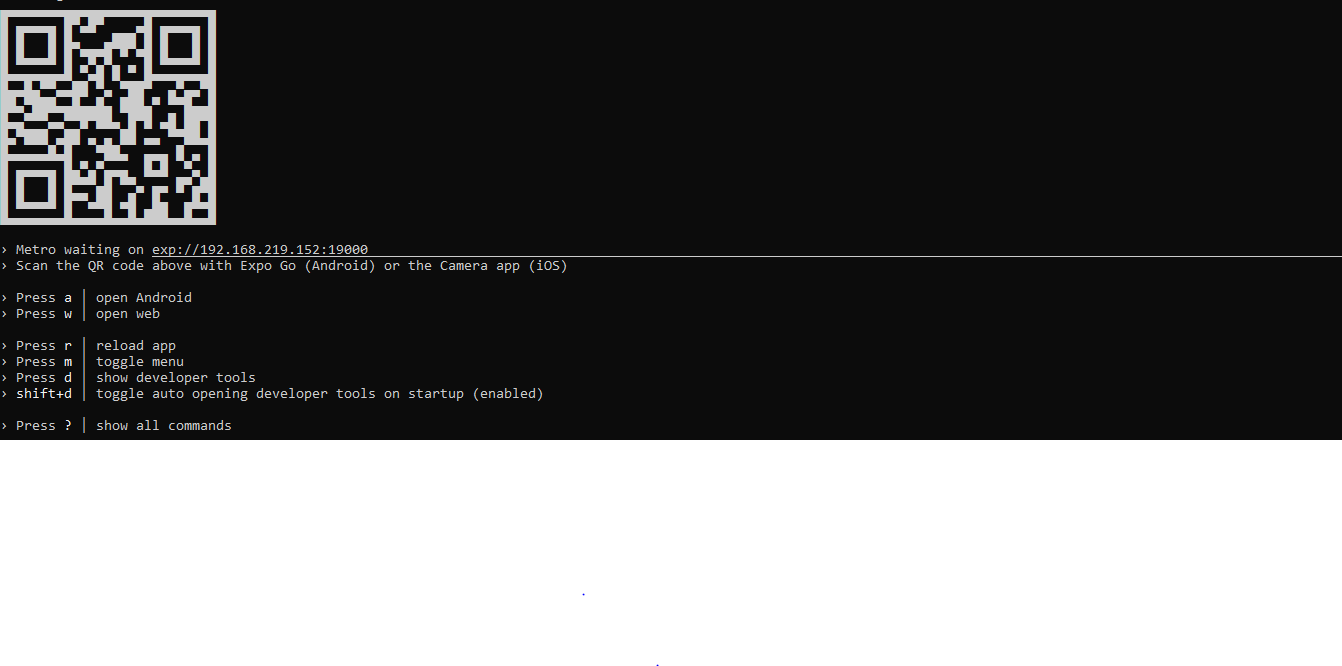 › Metro waiting on exp://192.168.219.152:19000
› Scan the QR code above with Expo Go (Android) or the Camera app (iOS)
› Press a │ open Android
› Press w │ open web
› Press r │ reload app
› Press m │ toggle menu
› Press d │ show developer tools
› shift+d │ toggle auto opening developer tools on startup (enabled)
› Press ? │ show all commands